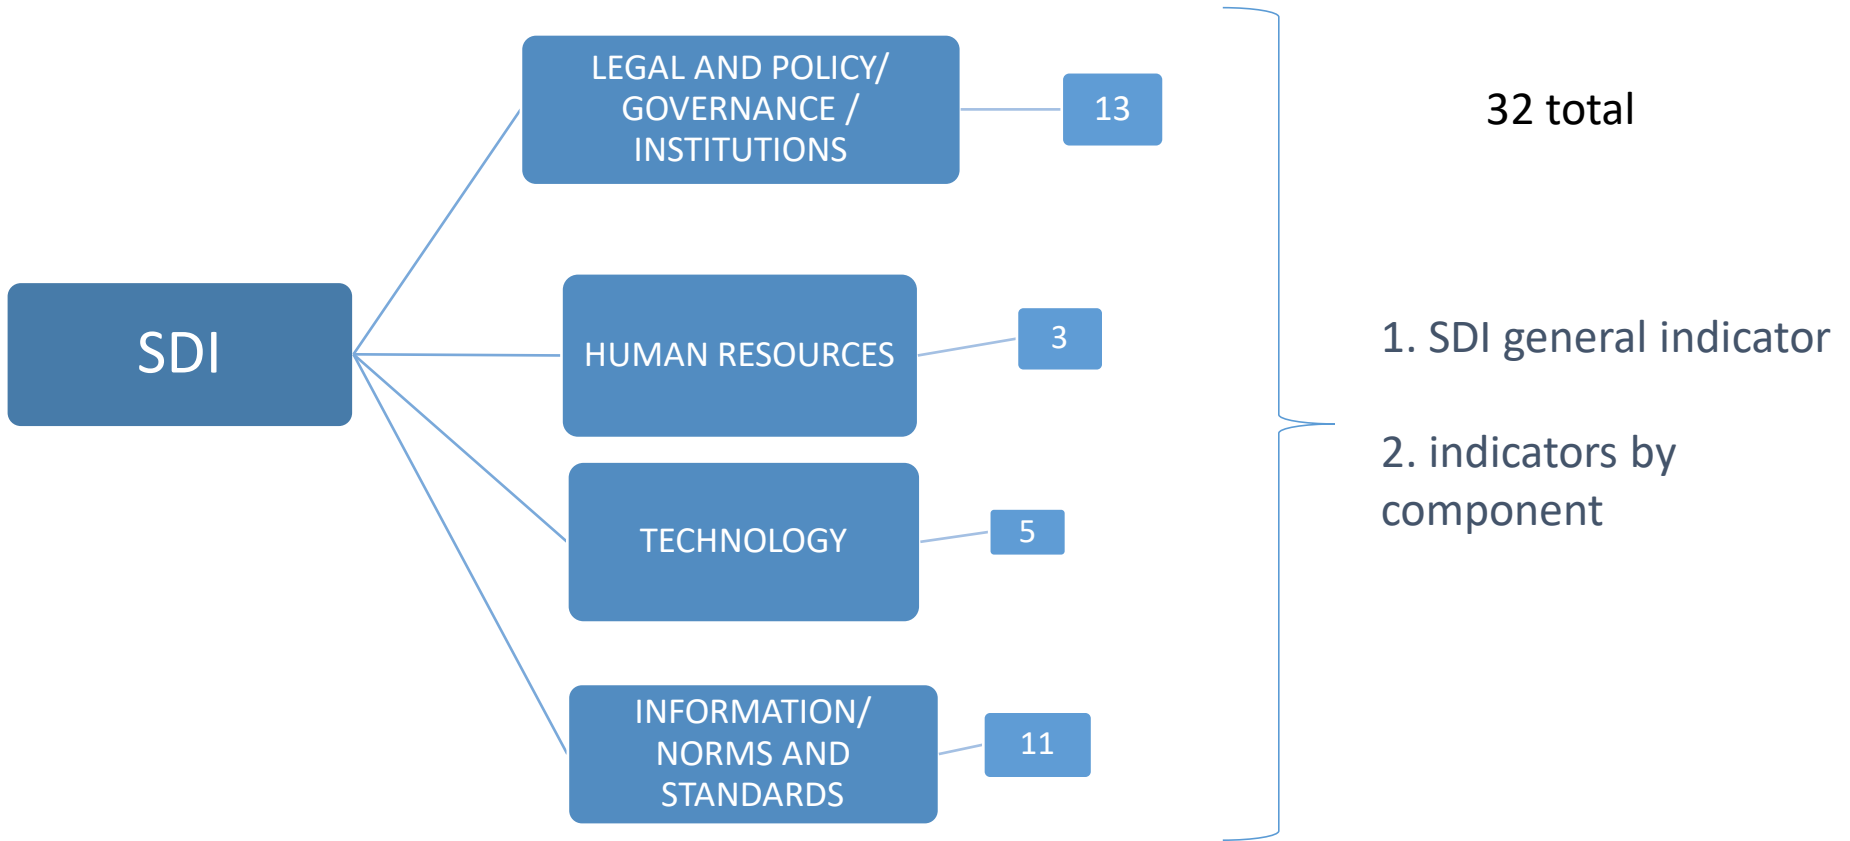 SDI
LEGAL AND POLICY/
GOVERNANCE /
INSTITUTIONS
13
HUMAN RESOURCES
3
TECHNOLOGY
5
INFORMATION/
NORMS AND
STANDARDS
11
32 total
1. SDI general indicator
2. indicators by
component